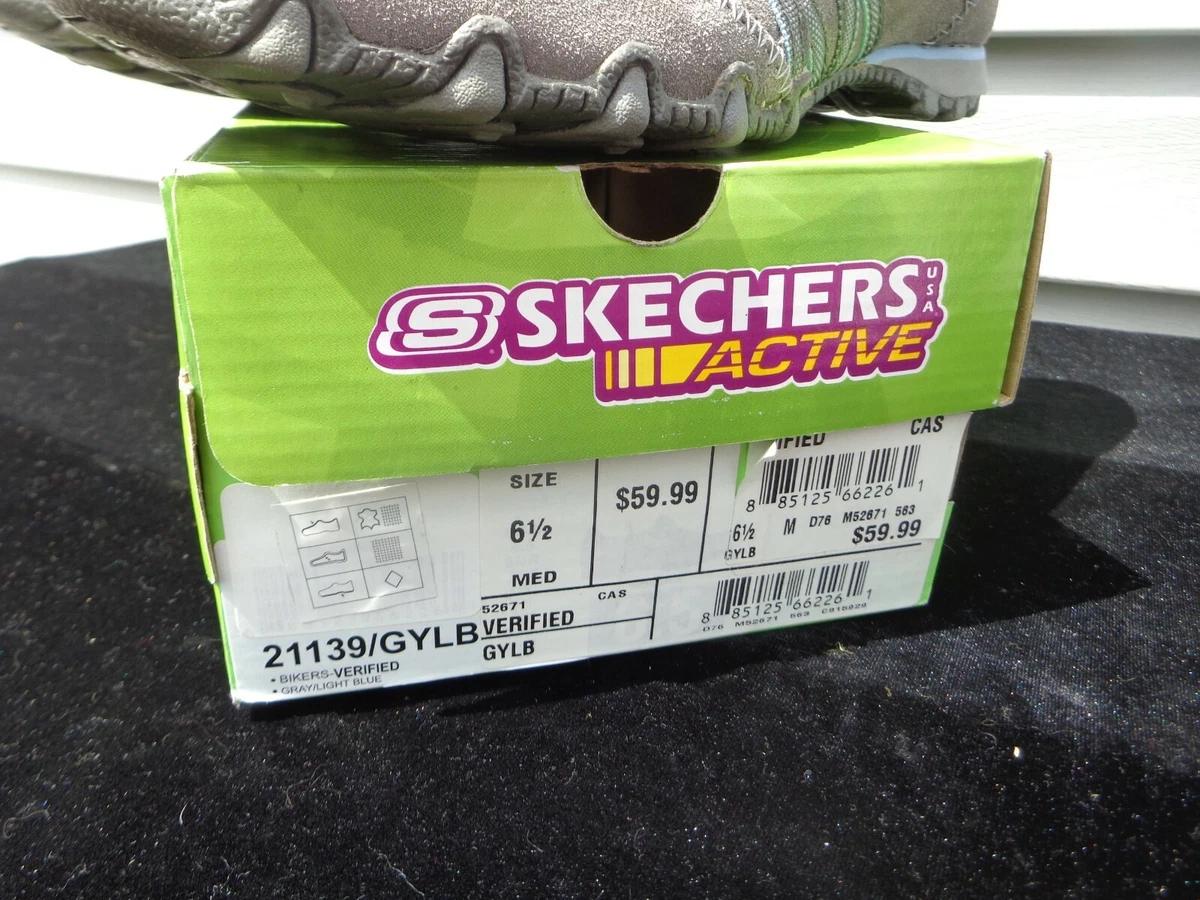 S SKECHERS USA
ACTIVE
SIZE
6½
MED
$59.99
IFIED
CAS
8 85125 66226 1
6½ M D76 M52671 563
GYLB $59.99
52671 CAS
VERIFIED
GYLB
8 85125 66226 1
D76 M52671 563
21139/GYLB
• BIKERS-VERIFIED
• GRAY/LIGHT BLUE